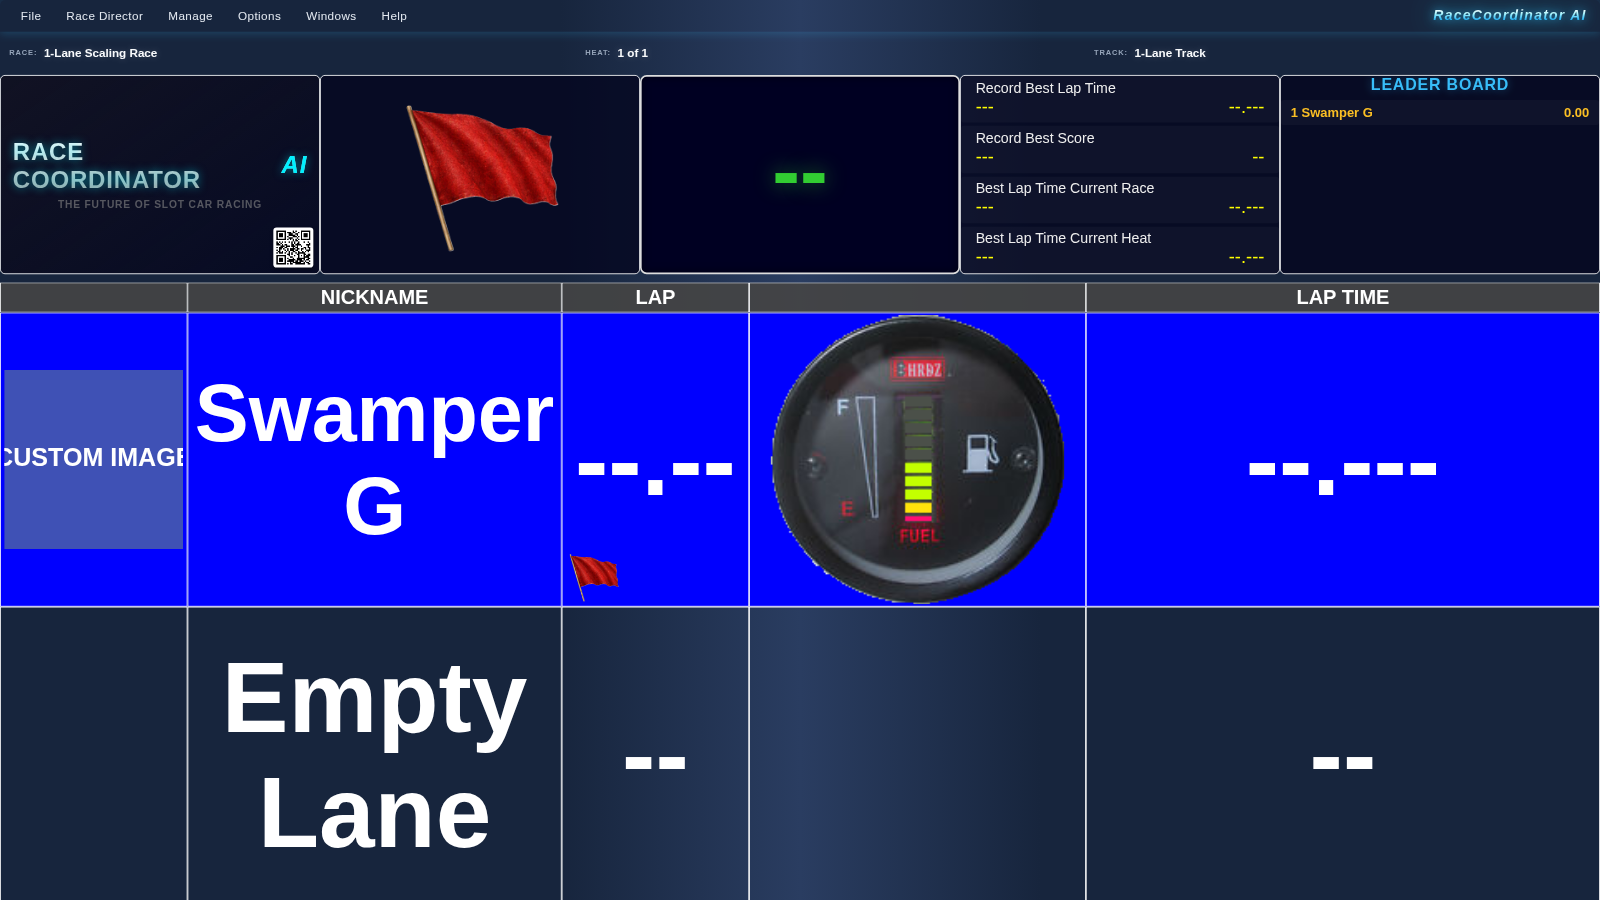 File Race Director Manage Options Windows Help
RaceCoordinator AI
RACE: 1-Lane Scaling Race
HEAT: 1 of 1
TRACK: 1-Lane Track
RACE
COORDINATOR
AI
THE FUTURE OF SLOT CAR RACING
--
Record Best Lap Time
--- --.---
Record Best Score
--- --
Best Lap Time Current Race
--- --.---
Best Lap Time Current Heat
--- --.---
LEADER BOARD
1 Swamper G 0.00
NICKNAME LAP LAP TIME
CUSTOM IMAGE
Swamper
G
--.--
HRDZ
F
E
FUEL
--.---
Empty
Lane
--
--